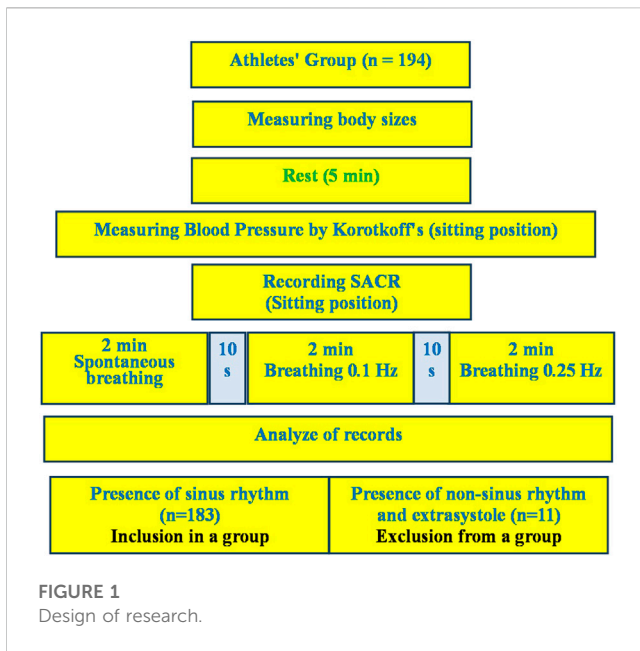 Athletes' Group (n = 194)
Measuring body sizes
Rest (5 min)
Measuring Blood Pressure by Korotkoff's (sitting position)
Recording SACR
(Sitting position)
2 min
Spontaneous
breathing
10
s
2 min
Breathing 0.1 Hz
10
s
2 min
Breathing 0.25 Hz
Analyze of records
Presence of sinus rhythm
(n=183)
Inclusion in a group
Presence of non-sinus rhythm
and extrasystole (n=11)
Exclusion from a group
FIGURE 1
Design of research.